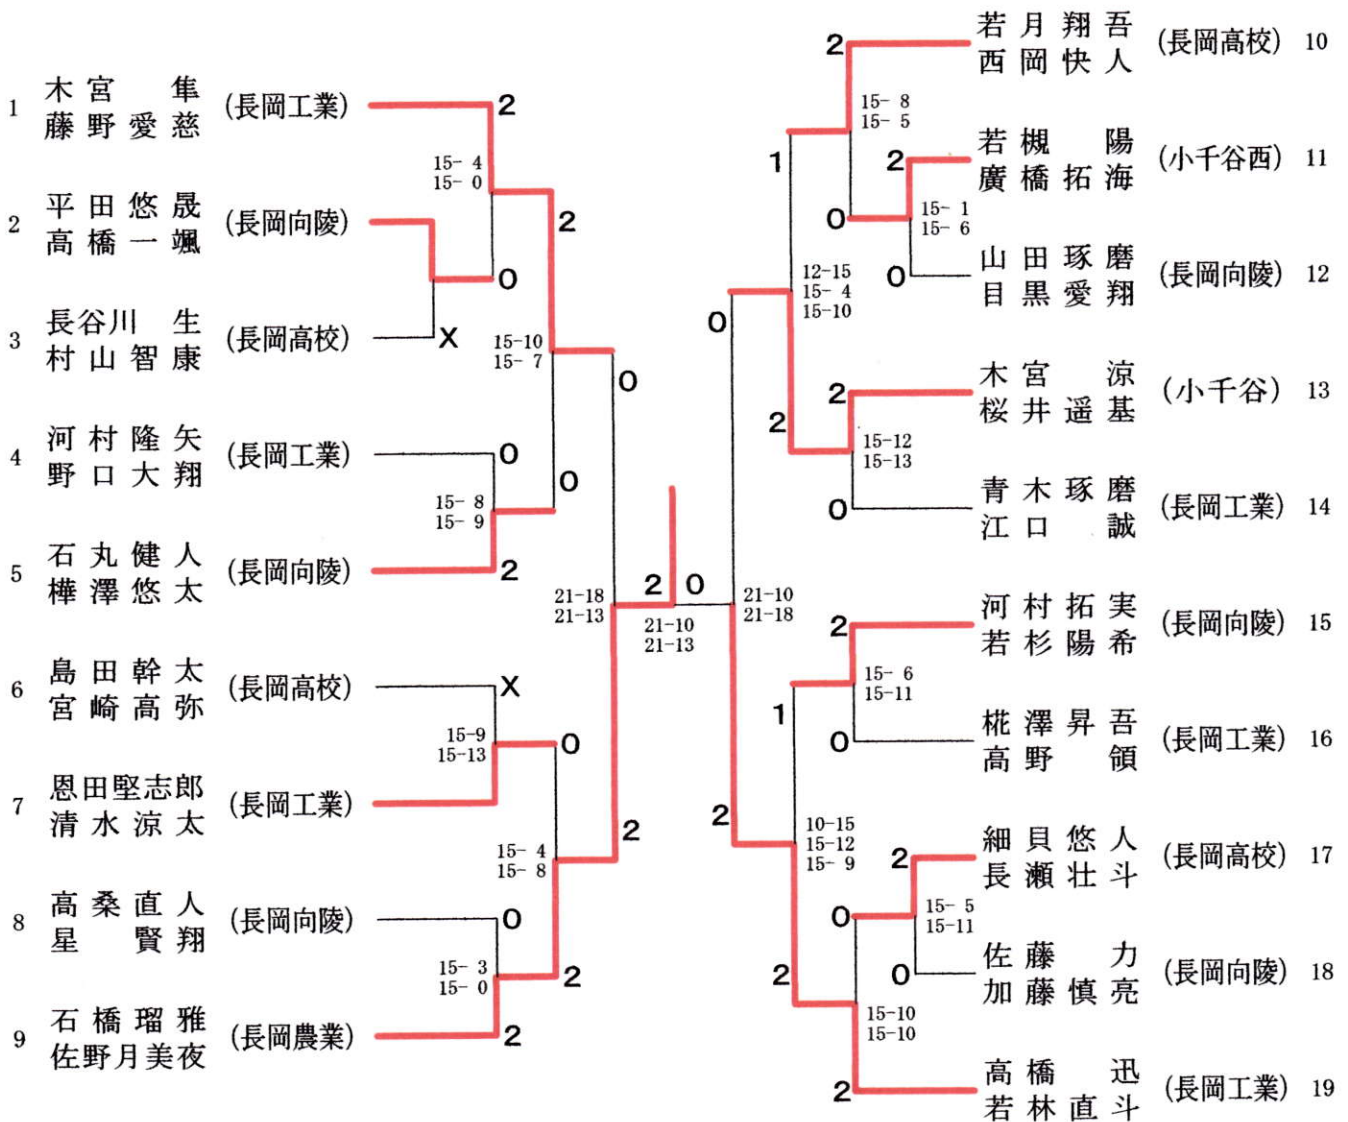 1 木宮 隼 (長岡工業)
藤野愛慈
2 平田悠晟 (長岡向陵)
高橋一颯
3 長谷川 生 (長岡高校)
村山智康
4 河村隆矢 (長岡工業)
野口大翔
5 石丸健人 (長岡向陵)
樺澤悠太
6 島田幹太 (長岡高校)
宮崎高弥
7 恩田堅志郎 (長岡工業)
清水涼太
8 高桑直人 (長岡向陵)
星 賢翔
9 石橋瑠雅 (長岡農業)
佐野月美夜
2
15- 4
15- 0
0
X
2
15-10
15- 7
0
15- 8
15- 9
2
0
0
21-18
21-13
X
15-9
15-13
0
15- 4
15- 8
2
0
15- 3
15- 0
2
2
2 0
21-10
21-13
0
21-10
21-18
2
1
12-15
15- 4
15-10
2
1
10-15
15-12
15- 9
2
2
15- 8
15- 5
0
2
15- 1
15- 6
0
2
15-12
15-13
0
2
15- 6
15-11
0
2
15- 5
15-11
0
0
15-10
15-10
2
若月翔吾 (長岡高校) 10
西岡快人
若槻 陽 (小千谷西) 11
廣橋拓海
山田琢磨 (長岡向陵) 12
目黒愛翔
木宮 涼 (小千谷) 13
桜井遥基
青木琢磨 (長岡工業) 14
江口 誠
河村拓実 (長岡向陵) 15
若杉陽希
椛澤昇吾 (長岡工業) 16
高野 領
細貝悠人 (長岡高校) 17
長瀬壮斗
佐藤 力 (長岡向陵) 18
加藤慎亮
高橋 迅 (長岡工業) 19
若林直斗